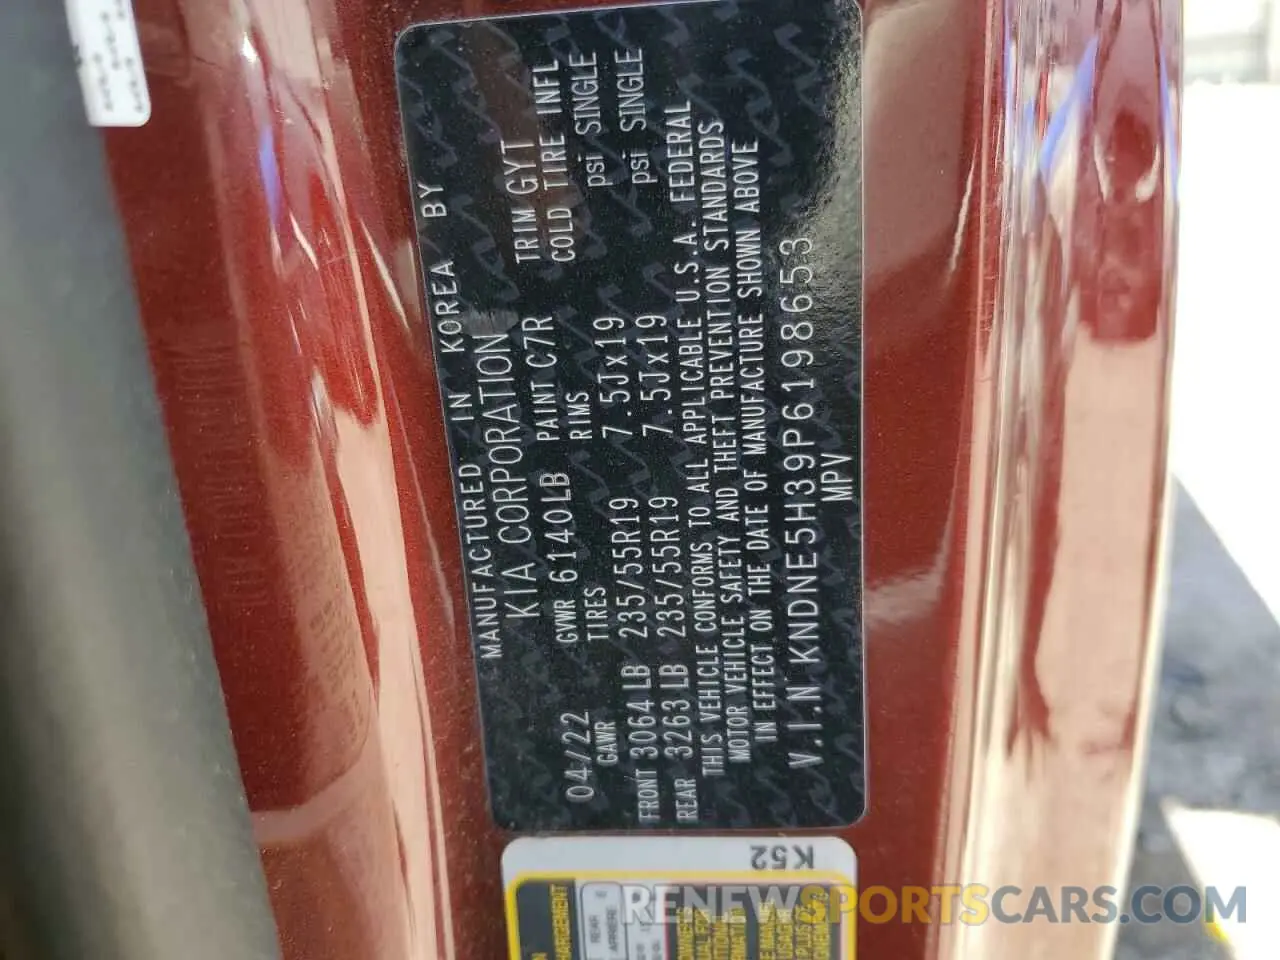 MANUFACTURED IN KOREA BY
KIA CORPORATION
04/22 GVWR 6140LB PAINT C7R TRIM GYT
GAWR TIRES RIMS COLD TIRE INFL
FRONT 3064LB 235/55R19 7.5Jx19 psi SINGLE
REAR 3263LB 235/55R19 7.5Jx19 psi SINGLE
THIS VEHICLE CONFORMS TO ALL APPLICABLE U.S.A. FEDERAL
MOTOR VEHICLE SAFETY AND THEFT PREVENTION STANDARDS
IN EFFECT ON THE DATE OF MANUFACTURE SHOWN ABOVE
V.I.N KNDNE5H39P6198653
MPV
K52
REAR
ARRIERE
RENEWSPORTSCARS.COM